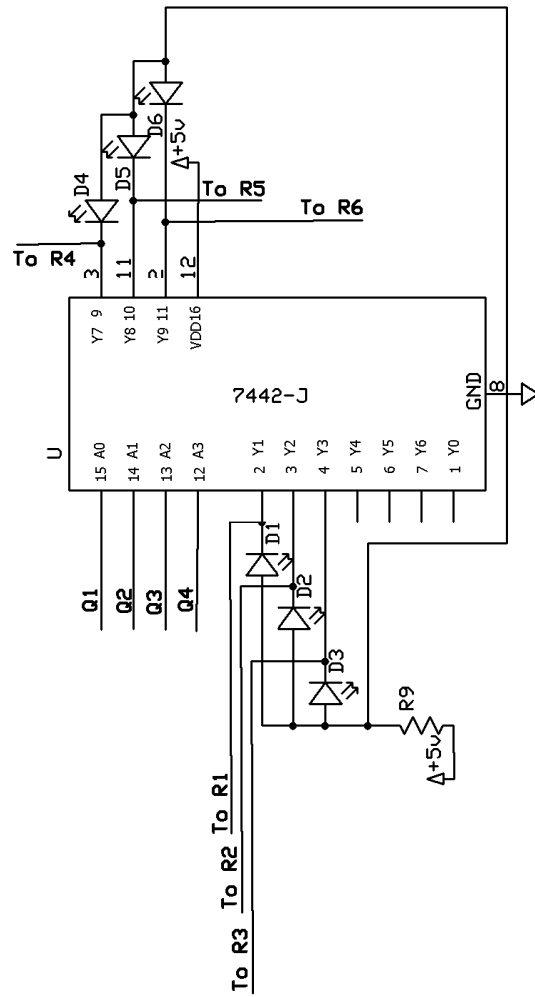 D6
D5
D4
+5v
To R5
To R6
To R4
3
11
2
12
Y7 9
Y8 10
Y9 11
VDD16
7442-J
GND
8
U
15 A0
14 A1
13 A2
12 A3
2 Y1
3 Y2
4 Y3
5 Y4
6 Y5
7 Y6
1 Y0
Q1
Q2
Q3
Q4
D1
D2
D3
R9
+5v
To R1
To R2
To R3